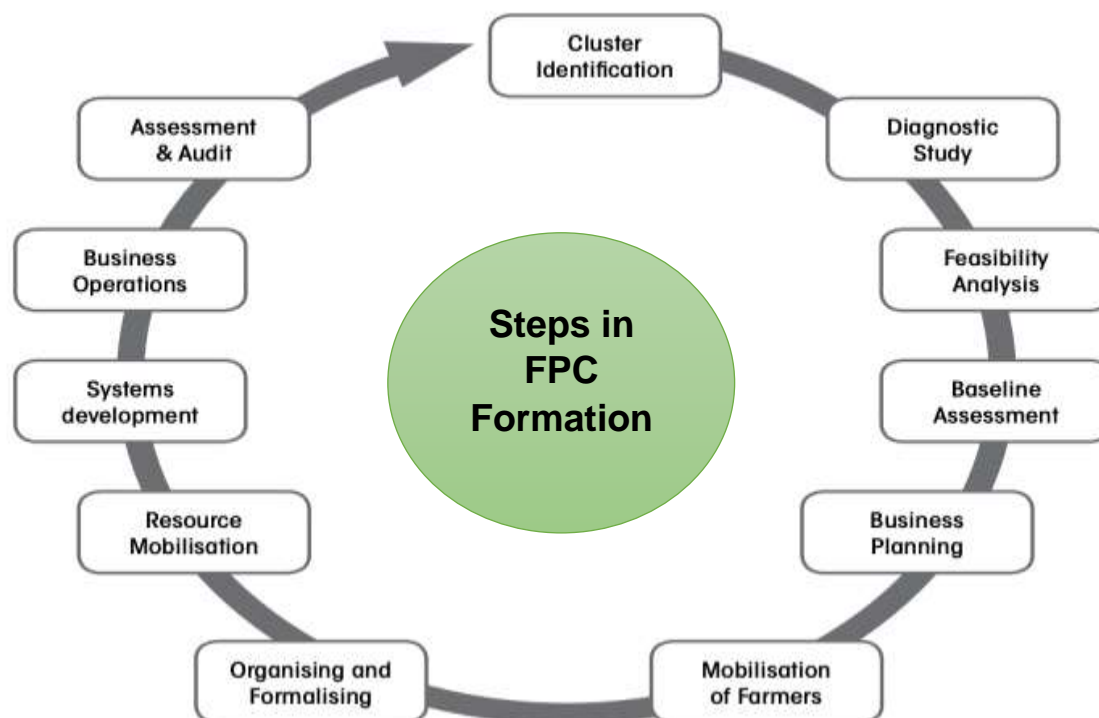 Cluster
Identification
Diagnostic
Study
Feasibility
Analysis
Baseline
Assessment
Business
Planning
Mobilisation
of Farmers
Organising and
Formalising
Resource
Mobilisation
Systems
development
Business
Operations
Assessment
& Audit
Steps in
FPC
Formation